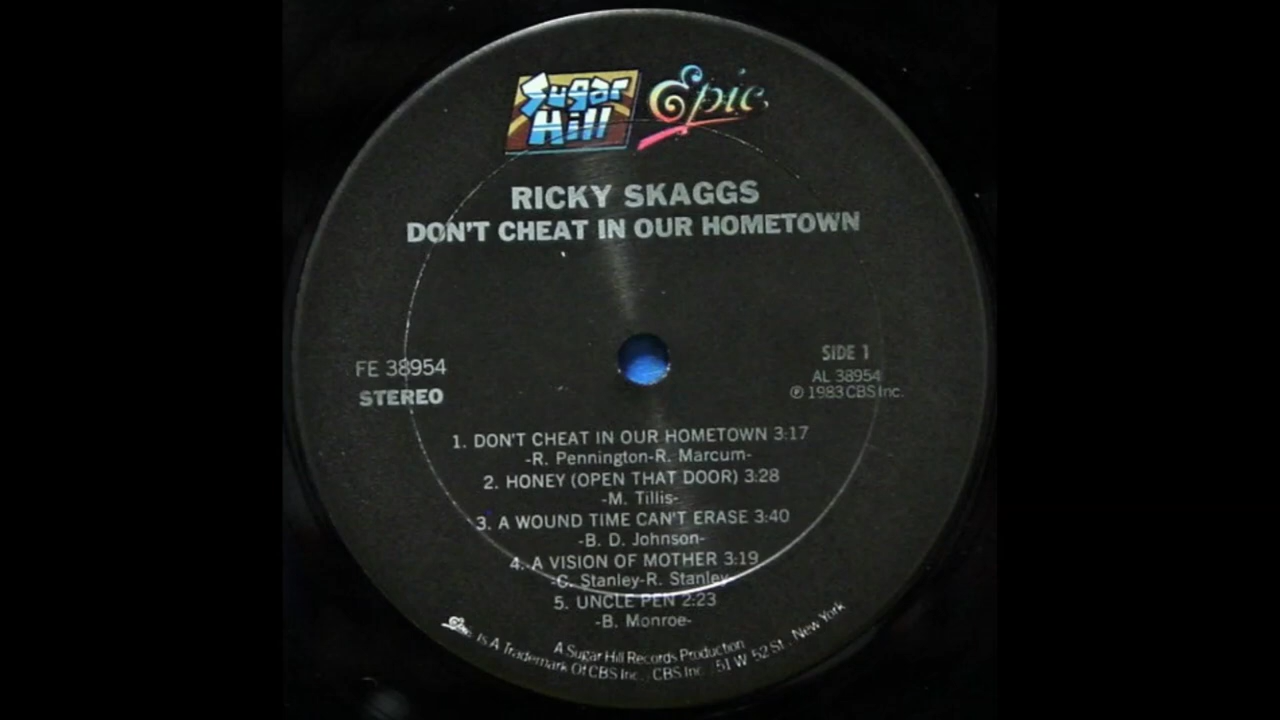 Sugar Hill Epic
RICKY SKAGGS
DON'T CHEAT IN OUR HOMETOWN
FE 38954
STEREO
SIDE 1
AL 38954
℗ 1983 CBS Inc.
1. DON'T CHEAT IN OUR HOMETOWN 3:17
-R. Pennington-R. Marcum-
2. HONEY (OPEN THAT DOOR) 3:28
-M. Tillis-
3. A WOUND TIME CAN'T ERASE 3:40
-B. D. Johnson-
4. A VISION OF MOTHER 3:19
-C. Stanley-R. Stanley-
5. UNCLE PEN 2:23
-B. Monroe-
A Sugar Hill Records Production
Epic Is A Trademark Of CBS Inc. CBS Inc. 51 W 52 St. New York